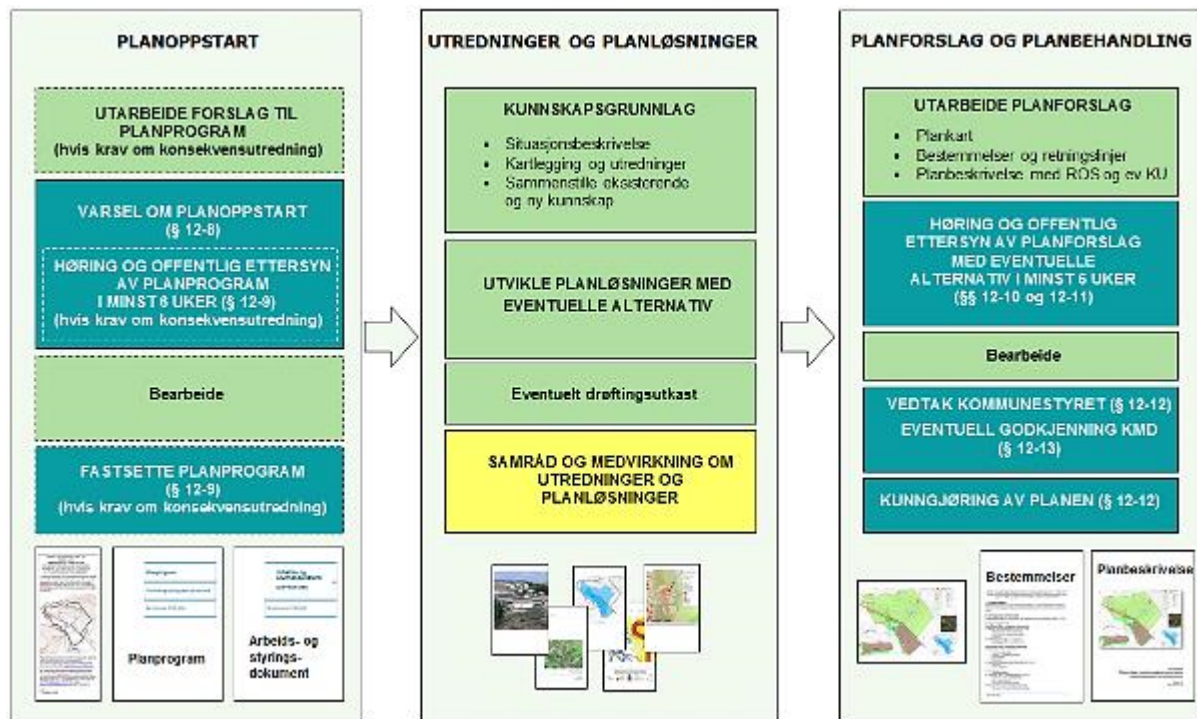 PLANOPPSTART
UTARBEIDE FORSLAG TIL
PLANPROGRAM
(hvis krav om konsekvensutredning)
VARSEL OM PLANOPPSTART
(§ 12-8)
HØRING OG OFFENTLIG ETTERSYN
AV PLANPROGRAM
I MINST 6 UKER (§ 12-9)
(hvis krav om konsekvensutredning)
Bearbeide
FASTSETTE PLANPROGRAM
(§ 12-9)
(hvis krav om konsekvensutredning)
Planprogram
Arbeids- og
styrings-
dokument
UTREDNINGER OG PLANLØSNINGER
KUNNSKAPSGRUNNLAG
• Situasjonsbeskrivelse
• Kartlegging og utredninger
• Sammenstille eksisterende
og ny kunnskap
UTVIKLE PLANLØSNINGER MED
EVENTUELLE ALTERNATIV
Eventuelt drøftingsutkast
SAMRÅD OG MEDVIRKNING OM
UTREDNINGER OG
PLANLØSNINGER
PLANFORSLAG OG PLANBEHANDLING
UTARBEIDE PLANFORSLAG
• Plankart
• Bestemmelser og retningslinjer
• Planbeskrivelse med ROS og ev KU
HØRING OG OFFENTLIG
ETTERSYN AV PLANFORSLAG
MED EVENTUELLE
ALTERNATIV I MINST 6 UKER
(§§ 12-10 og 12-11)
Bearbeide
VEDTAK KOMMUNESTYRET (§ 12-12)
EVENTUELL GODKJENNING KMD
(§ 12-13)
KUNNGJØRING AV PLANEN (§ 12-12)
Bestemmelser
Planbeskrivelse